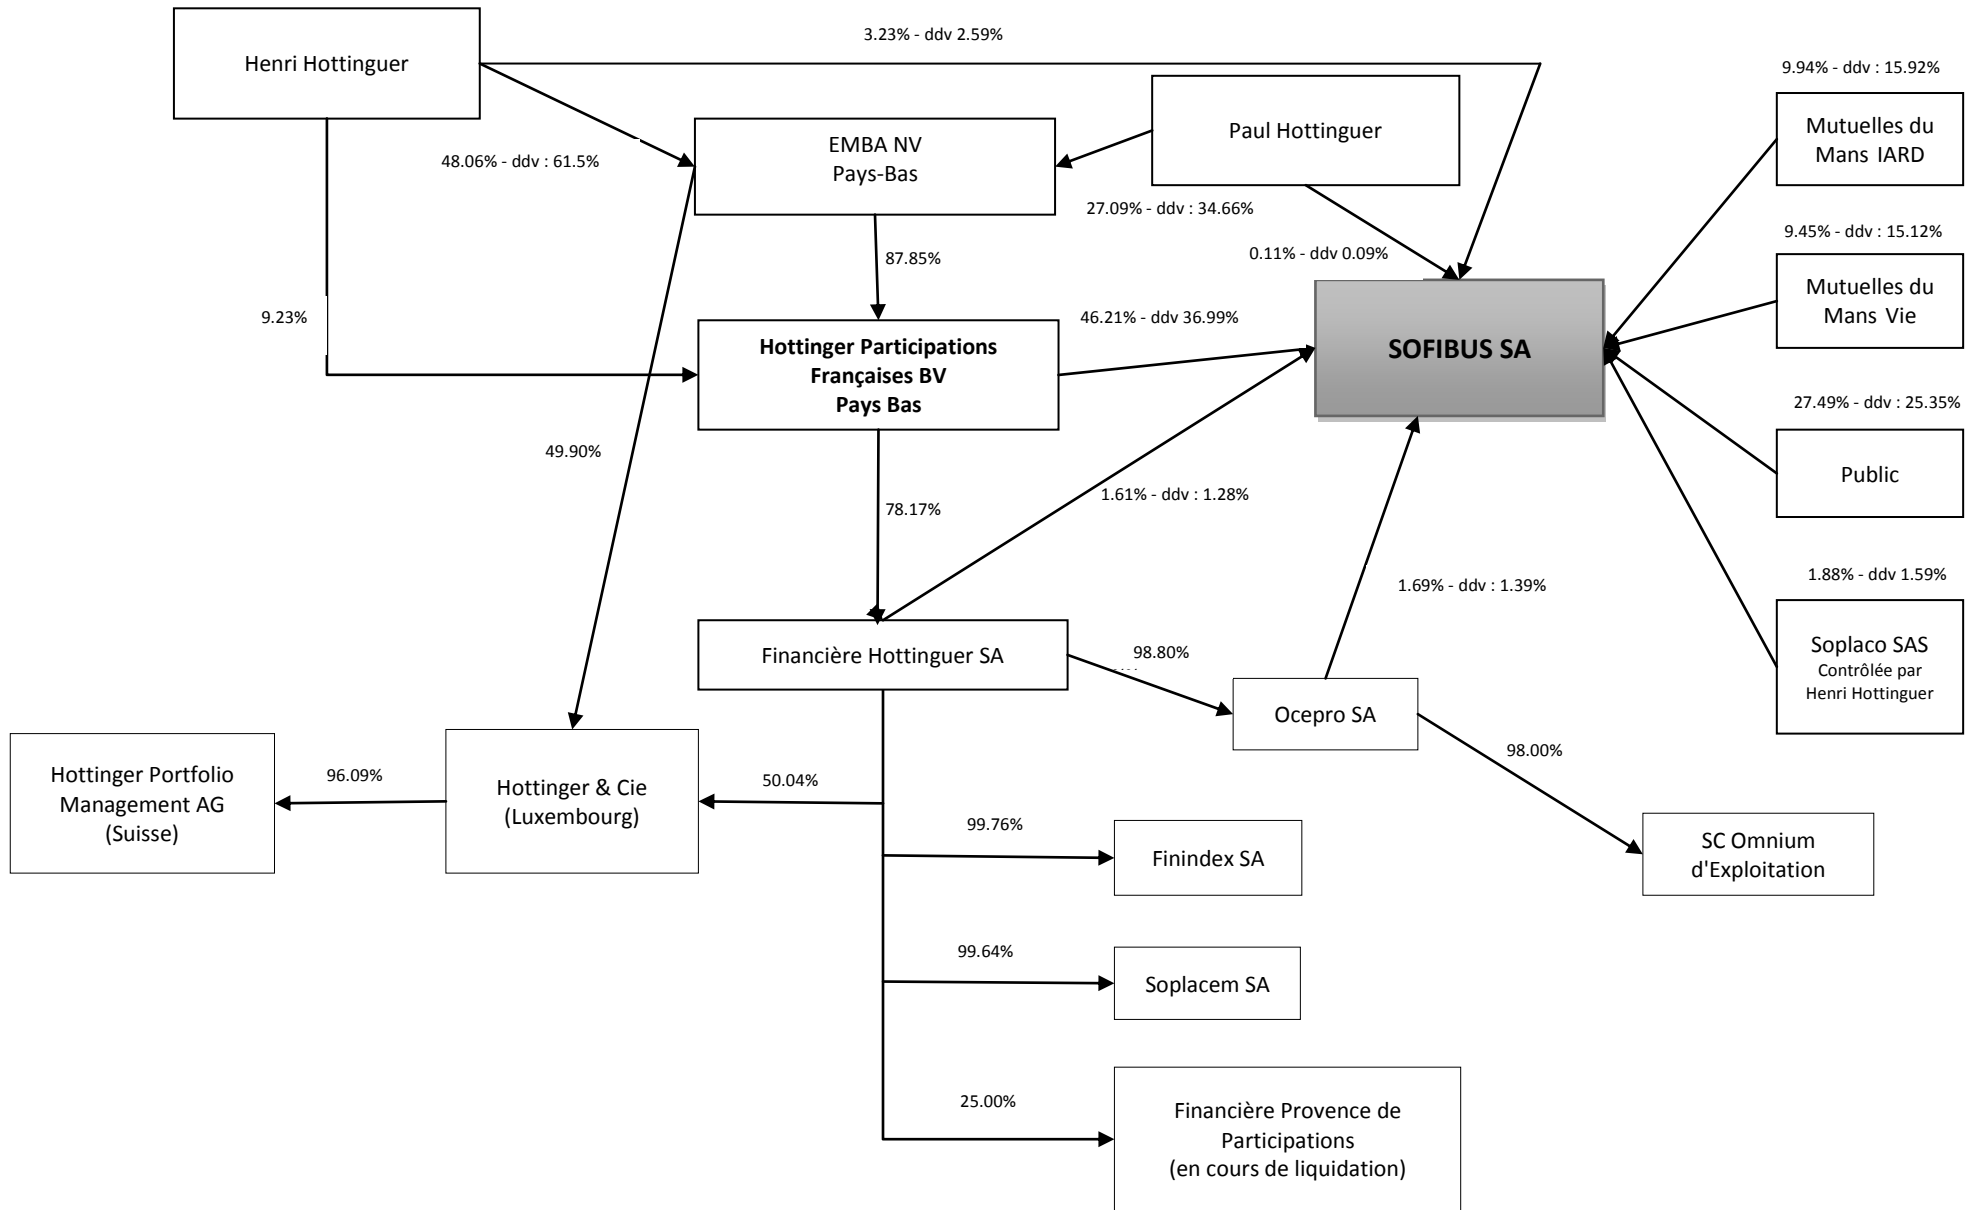 3.23% - ddv 2.59%
Henri Hottinguer
9.94% - ddv : 15.92%
Paul Hottinguer
Mutuelles du
Mans IARD
EMBA NV
Pays-Bas
48.06% - ddv : 61.5%
27.09% - ddv : 34.66%
9.45% - ddv : 15.12%
0.11% - ddv 0.09%
87.85%
Mutuelles du
Mans Vie
9.23%
46.21% - ddv 36.99%
Hottinger Participations
Françaises BV
Pays Bas
SOFIBUS SA
27.49% - ddv : 25.35%
49.90%
Public
1.61% - ddv : 1.28%
78.17%
1.88% - ddv 1.59%
1.69% - ddv : 1.39%
Soplaco SAS
Contrôlée par
Henri Hottinguer
Financière Hottinguer SA
98.80%
Ocepro SA
98.00%
Hottinger Portfolio
Management AG
(Suisse)
96.09%
Hottinger & Cie
(Luxembourg)
50.04%
99.76%
Finindex SA
SC Omnium
d'Exploitation
99.64%
Soplacem SA
25.00%
Financière Provence de
Participations
(en cours de liquidation)